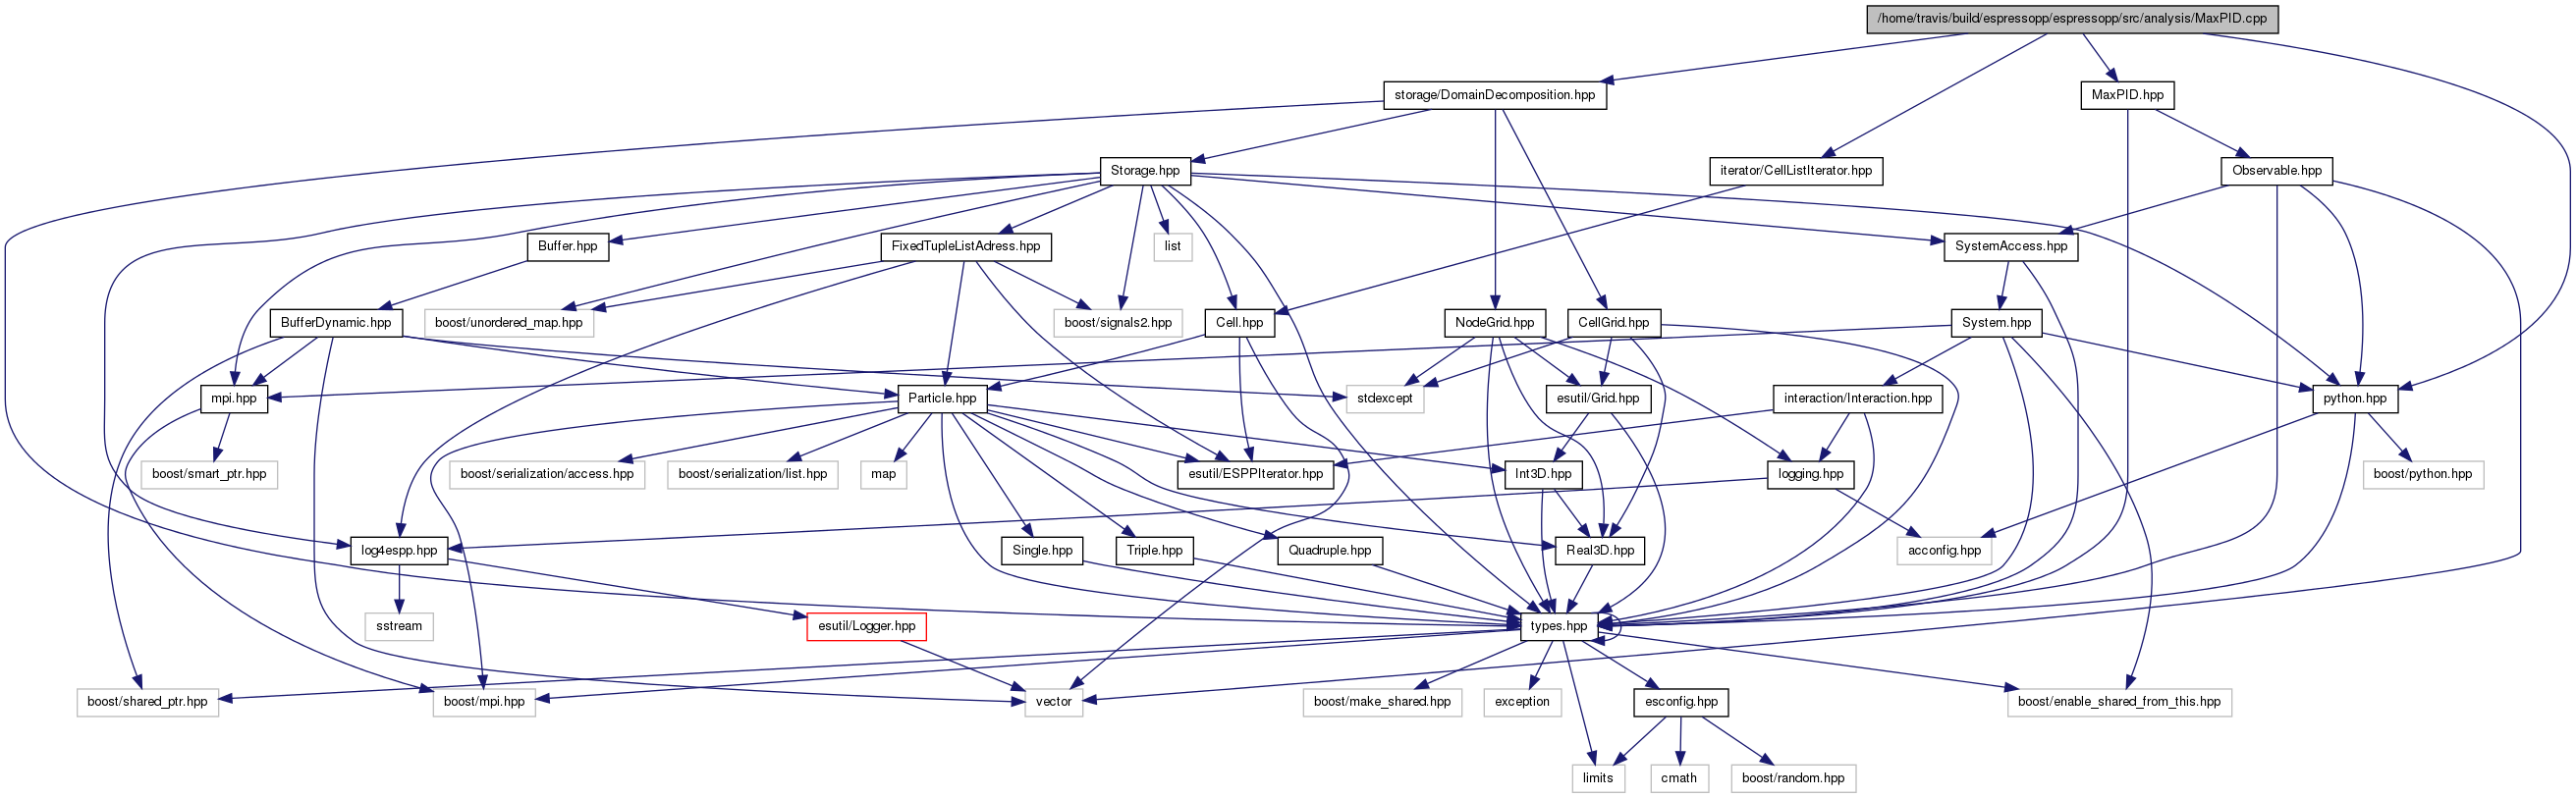 /home/travis/build/espressopp/espressopp/src/analysis/MaxPID.cpp
storage/DomainDecomposition.hpp
MaxPID.hpp
Storage.hpp
iterator/CellListIterator.hpp
Observable.hpp
Buffer.hpp
FixedTupleListAdress.hpp
list
SystemAccess.hpp
BufferDynamic.hpp
boost/unordered_map.hpp
boost/signals2.hpp
Cell.hpp
NodeGrid.hpp
CellGrid.hpp
System.hpp
mpi.hpp
Particle.hpp
stdexcept
esutil/Grid.hpp
interaction/Interaction.hpp
python.hpp
boost/smart_ptr.hpp
boost/serialization/access.hpp
boost/serialization/list.hpp
map
esutil/ESPPIterator.hpp
Int3D.hpp
logging.hpp
boost/python.hpp
log4espp.hpp
Single.hpp
Triple.hpp
Quadruple.hpp
Real3D.hpp
acconfig.hpp
sstream
esutil/Logger.hpp
types.hpp
boost/shared_ptr.hpp
boost/mpi.hpp
vector
boost/make_shared.hpp
exception
esconfig.hpp
boost/enable_shared_from_this.hpp
limits
cmath
boost/random.hpp